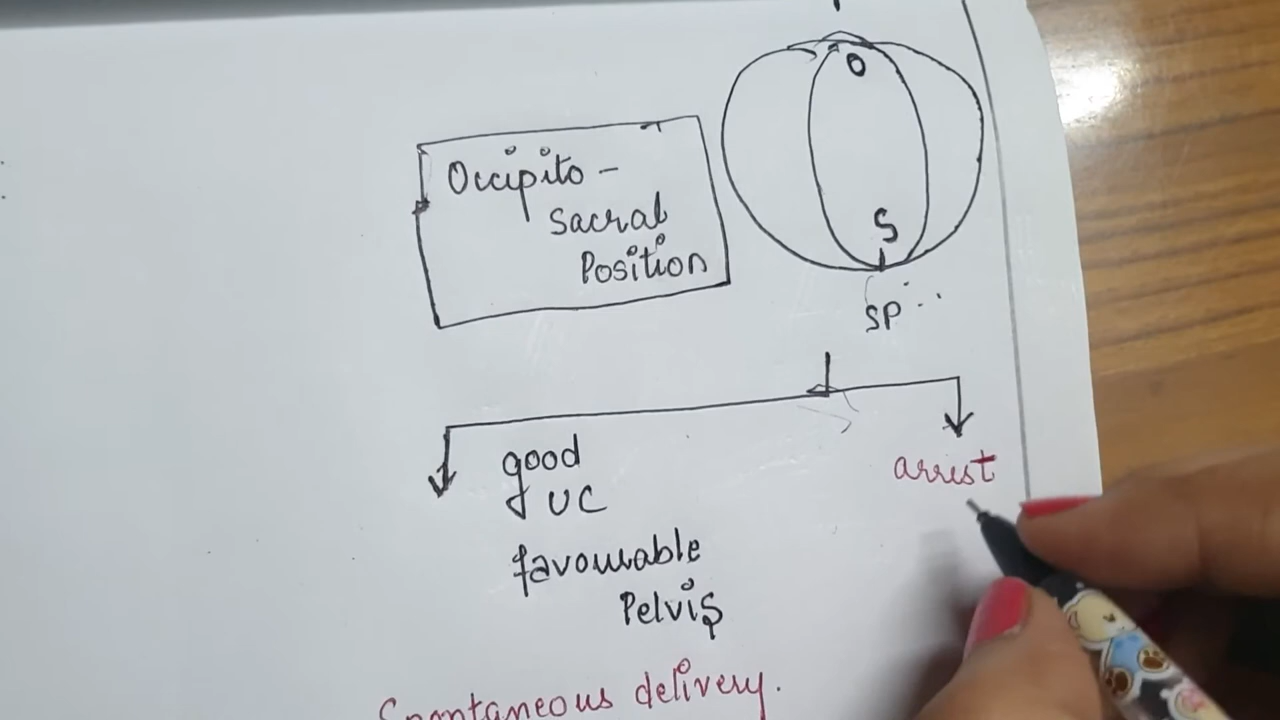 O
Occipito -
Sacral
Position
S
SP
good
UC
arrest
favourable
Pelvis
Spontaneous delivery.